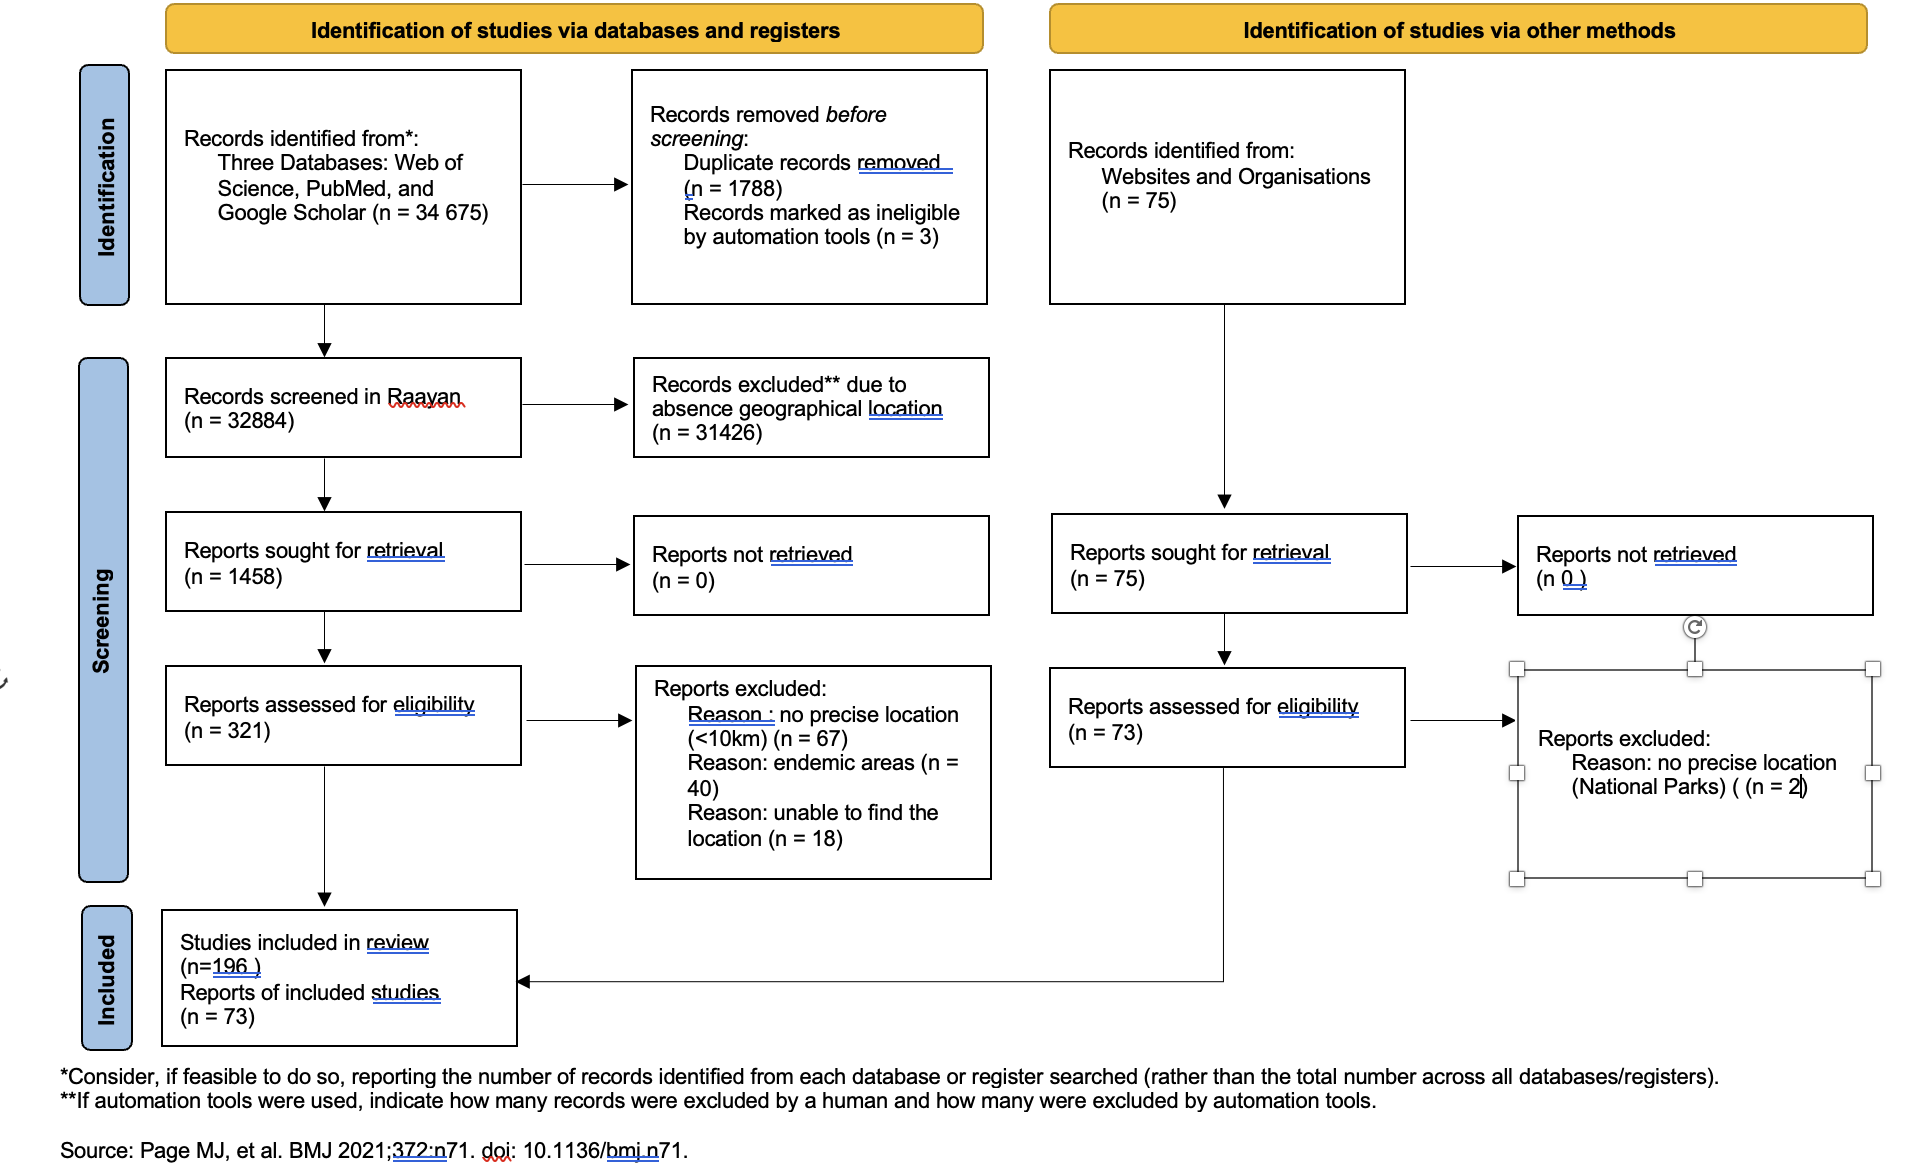 Identification of studies via databases and registers
Identification of studies via other methods
Identification
Records identified from*:
Three Databases: Web of
Science, PubMed, and
Google Scholar (n = 34 675)
Records removed before
screening:
Duplicate records removed
(n = 1788)
Records marked as ineligible
by automation tools (n = 3)
Records identified from:
Websites and Organisations
(n = 75)
Screening
Records screened in Raayan
(n = 32884)
Records excluded** due to
absence geographical location
(n = 31426)
Reports sought for retrieval
(n = 1458)
Reports not retrieved
(n = 0)
Reports sought for retrieval
(n = 75)
Reports not retrieved
(n 0 )
Reports assessed for eligibility
(n = 321)
Reports excluded:
Reason : no precise location
(<10km) (n = 67)
Reason: endemic areas (n =
40)
Reason: unable to find the
location (n = 18)
Reports assessed for eligibility
(n = 73)
Reports excluded:
Reason: no precise location
(National Parks) ( (n = 2)
Included
Studies included in review
(n=196 )
Reports of included studies
(n = 73)
*Consider, if feasible to do so, reporting the number of records identified from each database or register searched (rather than the total number across all databases/registers).
**If automation tools were used, indicate how many records were excluded by a human and how many were excluded by automation tools.
Source: Page MJ, et al. BMJ 2021;372:n71. doi: 10.1136/bmj.n71.